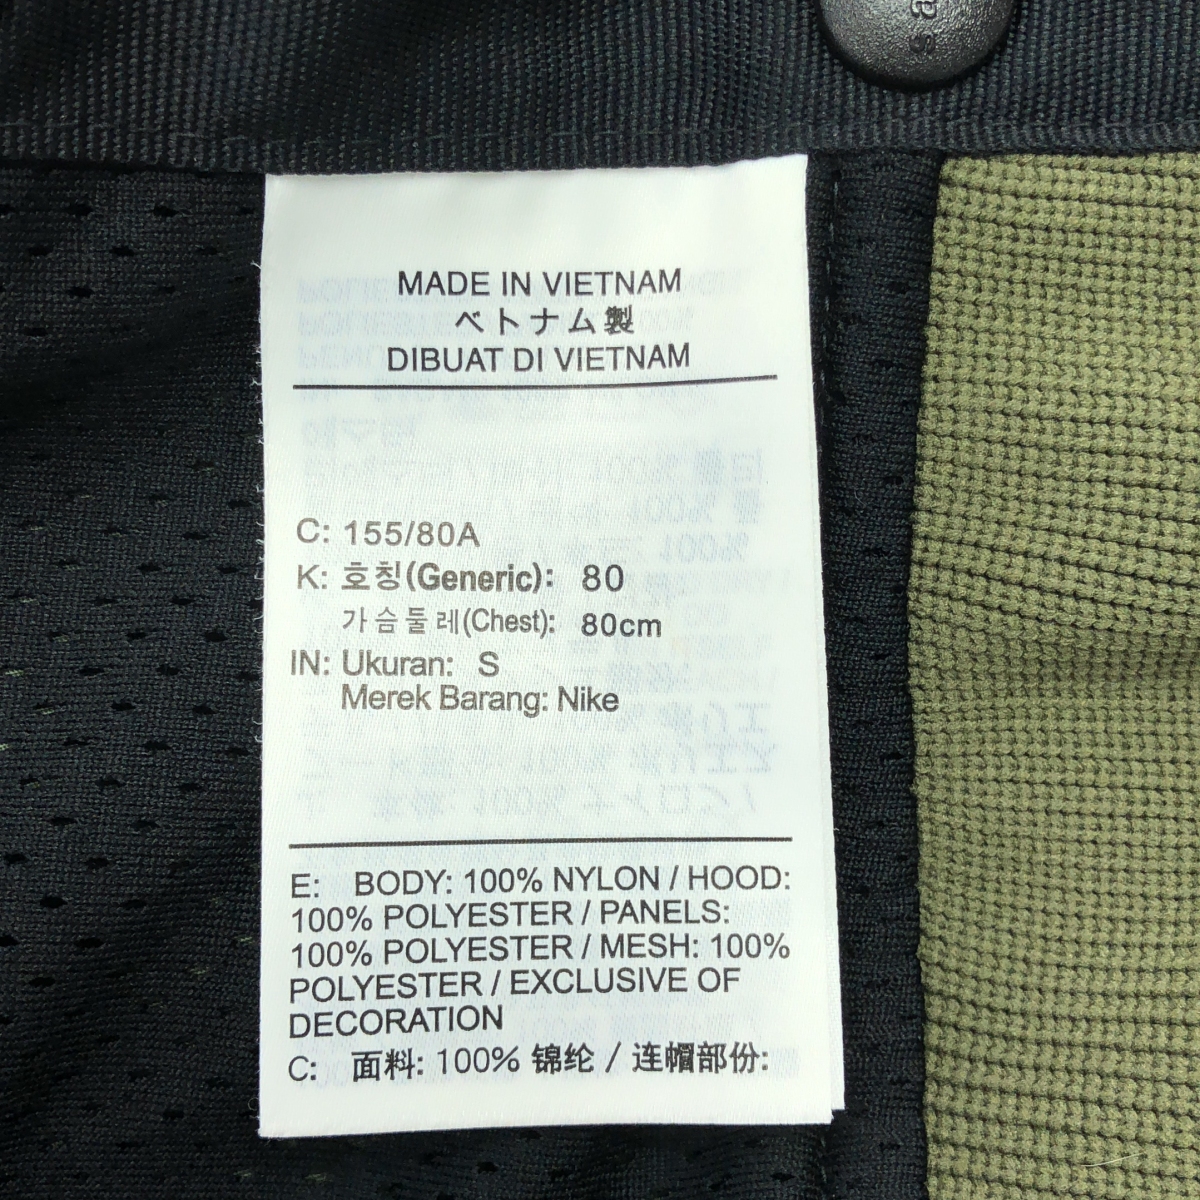 sa
MADE IN VIETNAM
ベトナム製
DIBUAT DI VIETNAM
C: 155/80A
K: 호칭(Generic): 80
가슴둘레(Chest): 80cm
IN: Ukuran: S
Merek Barang: Nike
E: BODY: 100% NYLON / HOOD:
100% POLYESTER / PANELS:
100% POLYESTER / MESH: 100%
POLYESTER / EXCLUSIVE OF
DECORATION
C: 面料: 100% 锦纶 / 连帽部份: